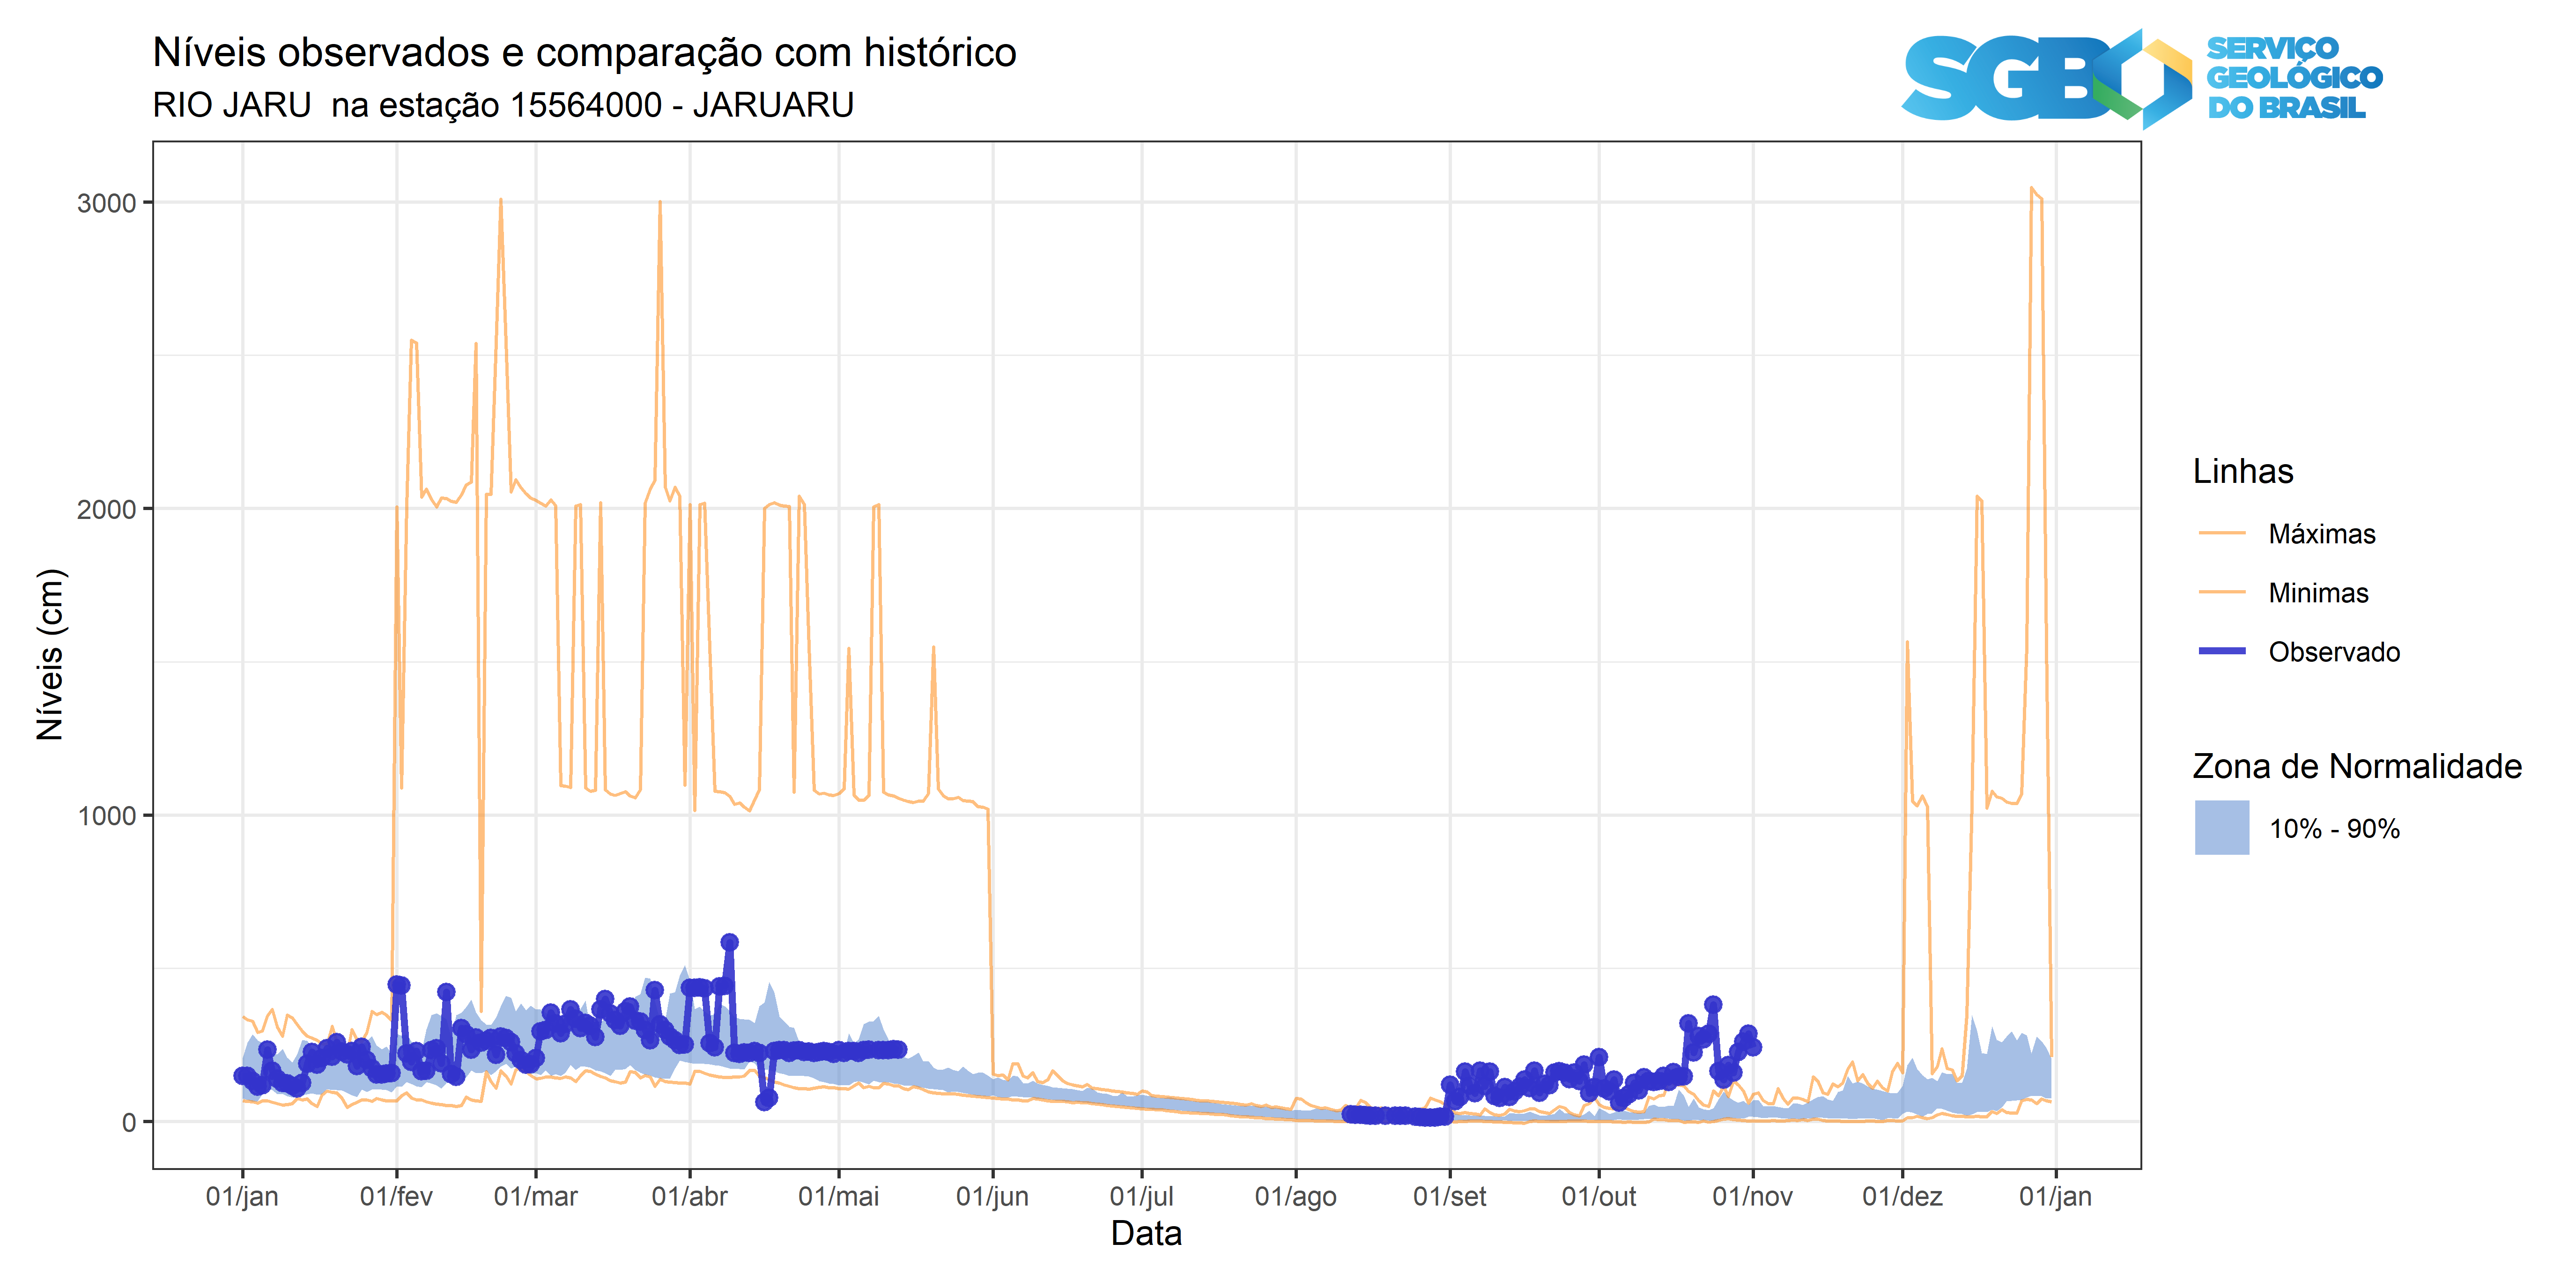 Níveis observados e comparação com histórico
RIO JARU  na estação 15564000 - JARUARU
SGB
SERVIÇO
GEOLÓGICO
DO BRASIL
Níveis (cm)
3000
2000
1000
0
01/jan
01/fev
01/mar
01/abr
01/mai
01/jun
01/jul
01/ago
01/set
01/out
01/nov
01/dez
01/jan
Data
Linhas
Máximas
Minimas
Observado
Zona de Normalidade
10% - 90%